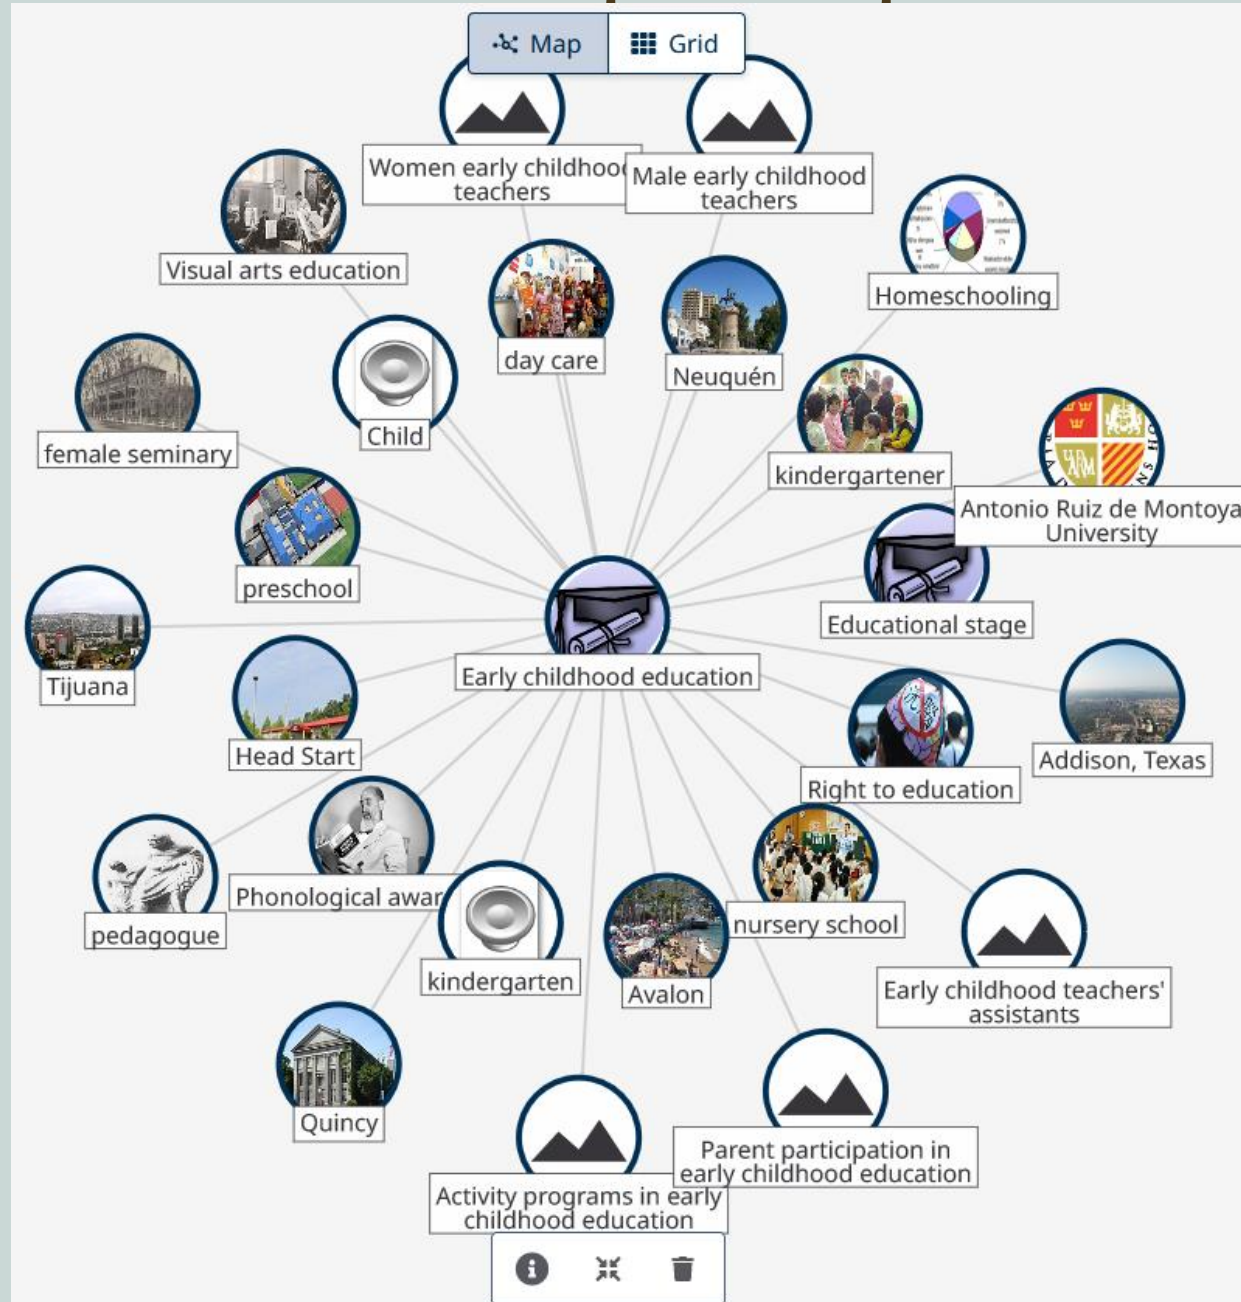 Map
Grid
Women early childhood
teachers
Male early childhood
teachers
Visual arts education
Homeschooling
day care
Neuquén
Child
female seminary
kindergartener
Antonio Ruiz de Montoya
University
preschool
Educational stage
Early childhood education
Tijuana
Head Start
Addison, Texas
Right to education
Phonological awar
pedagogue
kindergarten
nursery school
Avalon
Early childhood teachers'
assistants
Quincy
Parent participation in
early childhood education
Activity programs in early
childhood education